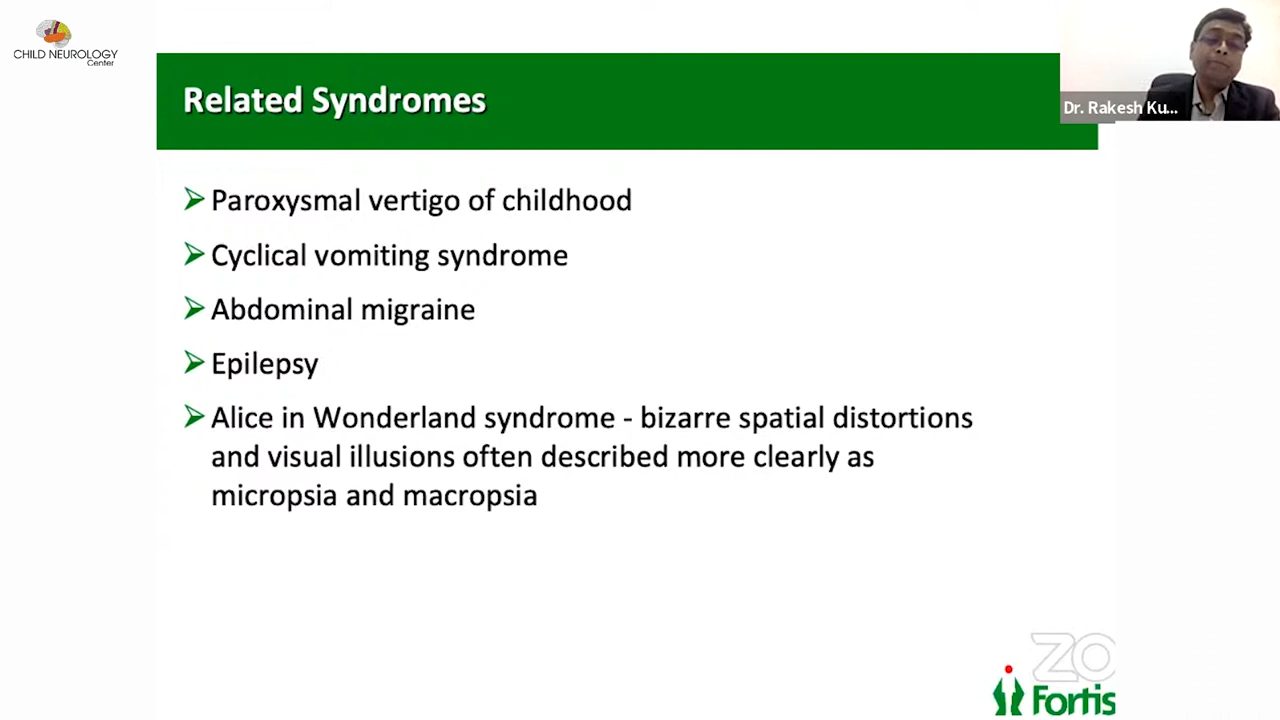 CHILD NEUROLOGY
Center
Related Syndromes
Dr. Rakesh Ku...
Paroxysmal vertigo of childhood
Cyclical vomiting syndrome
Abdominal migraine
Epilepsy
Alice in Wonderland syndrome - bizarre spatial distortions
and visual illusions often described more clearly as
micropsia and macropsia
ZO
Fortis